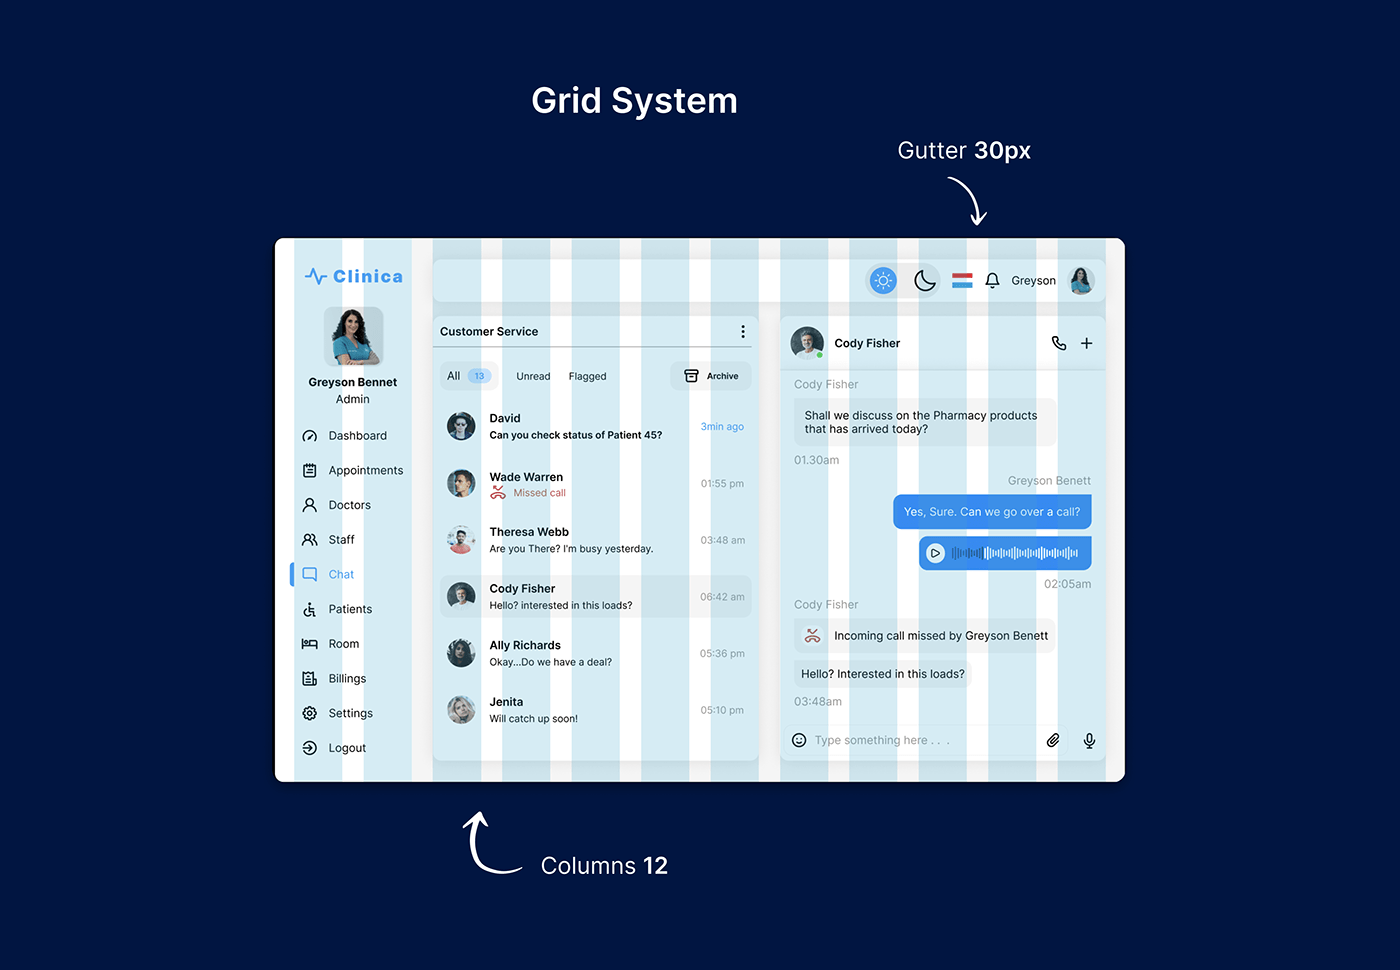 Grid System
Gutter 30px
Clinica
Greyson Bennet
Admin
Dashboard
Appointments
Doctors
Staff
Chat
Patients
Room
Billings
Settings
Logout
Greyson
Customer Service
All 13 Unread Flagged Archive
David
Can you check status of Patient 45?
3min ago
Wade Warren
Missed call
01:55 pm
Theresa Webb
Are you There? I'm busy yesterday.
03:48 am
Cody Fisher
Hello? interested in this loads?
06:42 am
Ally Richards
Okay...Do we have a deal?
05:36 pm
Jenita
Will catch up soon!
05:10 pm
Cody Fisher
Cody Fisher
Shall we discuss on the Pharmacy products
that has arrived today?
01.30am
Greyson Benett
Yes, Sure. Can we go over a call?
02:05am
Cody Fisher
Incoming call missed by Greyson Benett
Hello? Interested in this loads?
03:48am
Type something here . . .
Columns 12